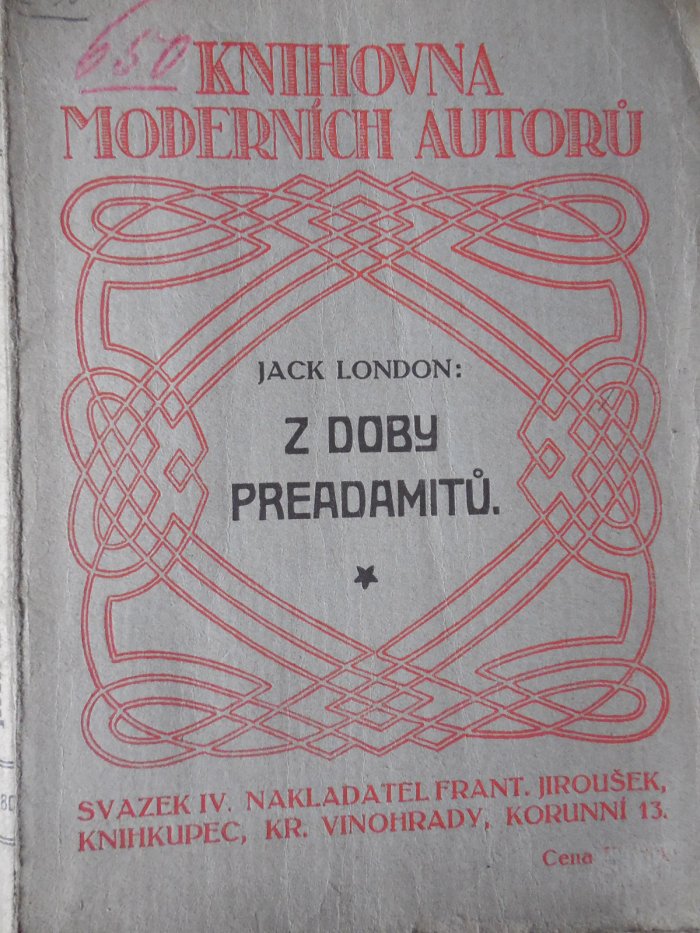 650
KNIHOVNA
MODERNÍCH AUTORŮ
JACK LONDON:
Z DOBY
PREADAMITŮ.
SVAZEK IV. NAKLADATEL FRANT. JIROUŠEK,
KNIHKUPEC, KR. VINOHRADY, KORUNNÍ 13.
Cena